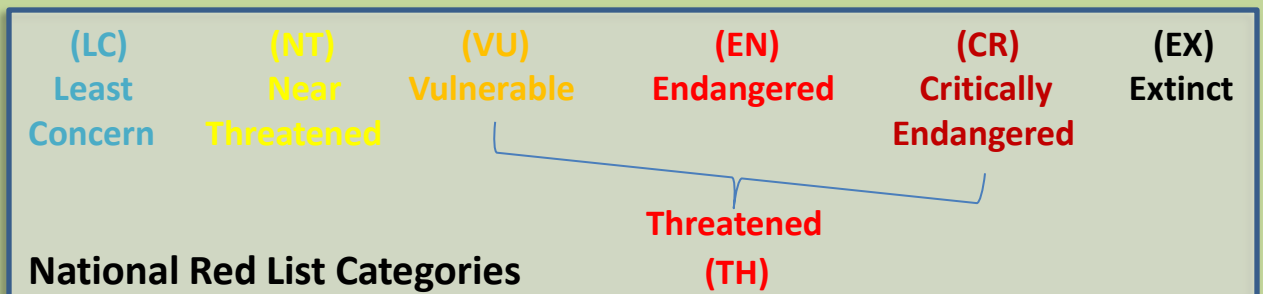 (LC) (NT) (VU) (EN) (CR) (EX)
Least Near Vulnerable Endangered Critically Extinct
Concern Threatened Endangered
Threatened
National Red List Categories (TH)